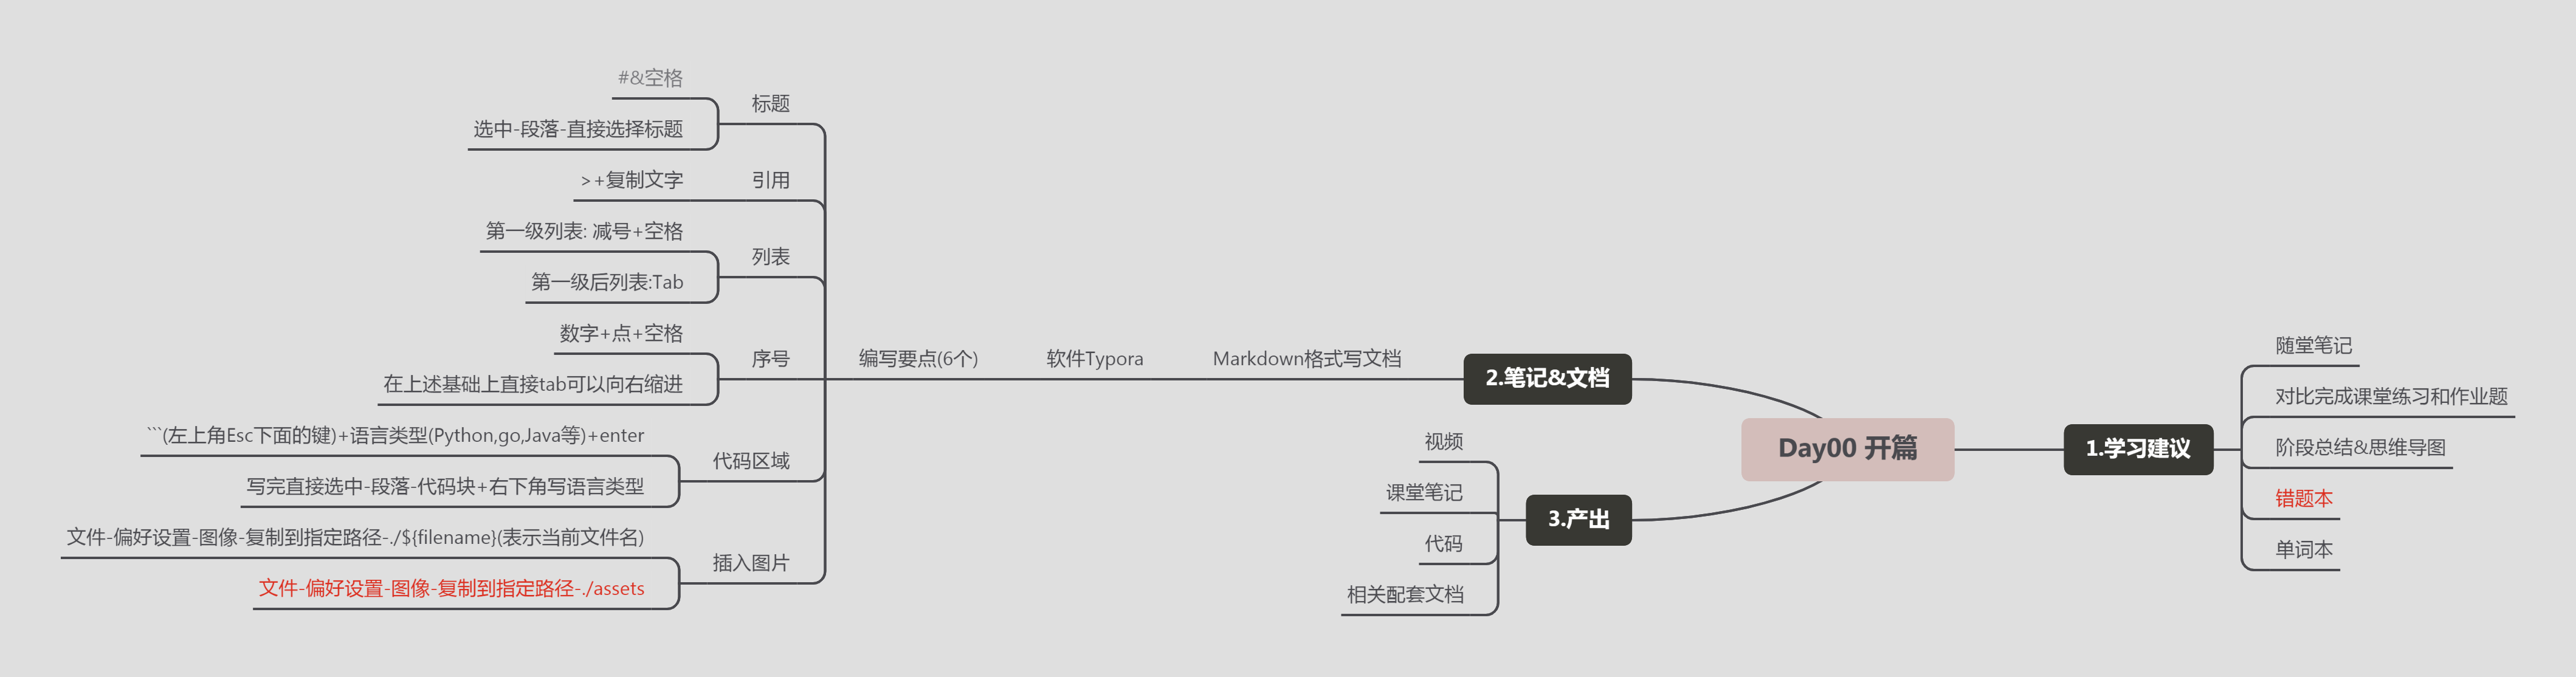 Day00 开篇
1.学习建议
随堂笔记
对比完成课堂练习和作业题
阶段总结&思维导图
错题本
单词本
2.笔记&文档
Markdown格式写文档
软件Typora
编写要点(6个)
标题
#&空格
选中-段落-直接选择标题
引用
>+复制文字
列表
第一级列表: 减号+空格
第一级后列表:Tab
序号
数字+点+空格
在上述基础上直接tab可以向右缩进
代码区域
```(左上角Esc下面的键)+语言类型(Python,go,Java等)+enter
写完直接选中-段落-代码块+右下角写语言类型
插入图片
文件-偏好设置-图像-复制到指定路径-./${filename}(表示当前文件名)
文件-偏好设置-图像-复制到指定路径-./assets
3.产出
视频
课堂笔记
代码
相关配套文档